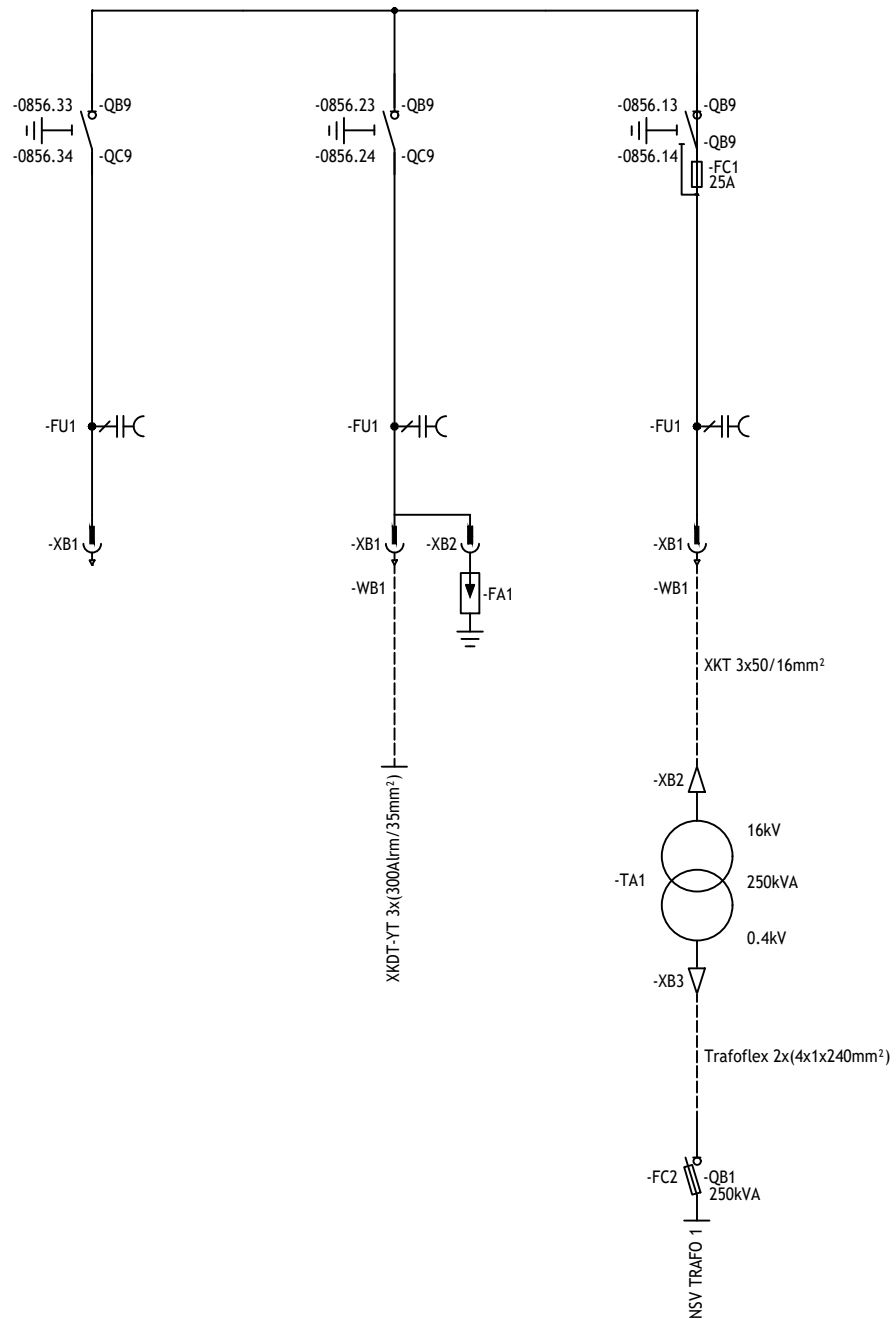 -0856.33 -QB9
-0856.34 -QC9
-0856.23 -QB9
-0856.24 -QC9
-0856.13 -QB9
-QB9
-0856.14
-FC1
25A
-FU1
-FU1
-FU1
-XB1
-XB1
-XB2
-XB1
-WB1
-FA1
-WB1
XKT 3x50/16mm²
XKDT-YT 3x(300Alrm/35mm²)
-XB2
16kV
-TA1
250kVA
0.4kV
-XB3
Trafoflex 2x(4x1x240mm²)
-FC2
-QB1
250kVA
NSV TRAFO 1